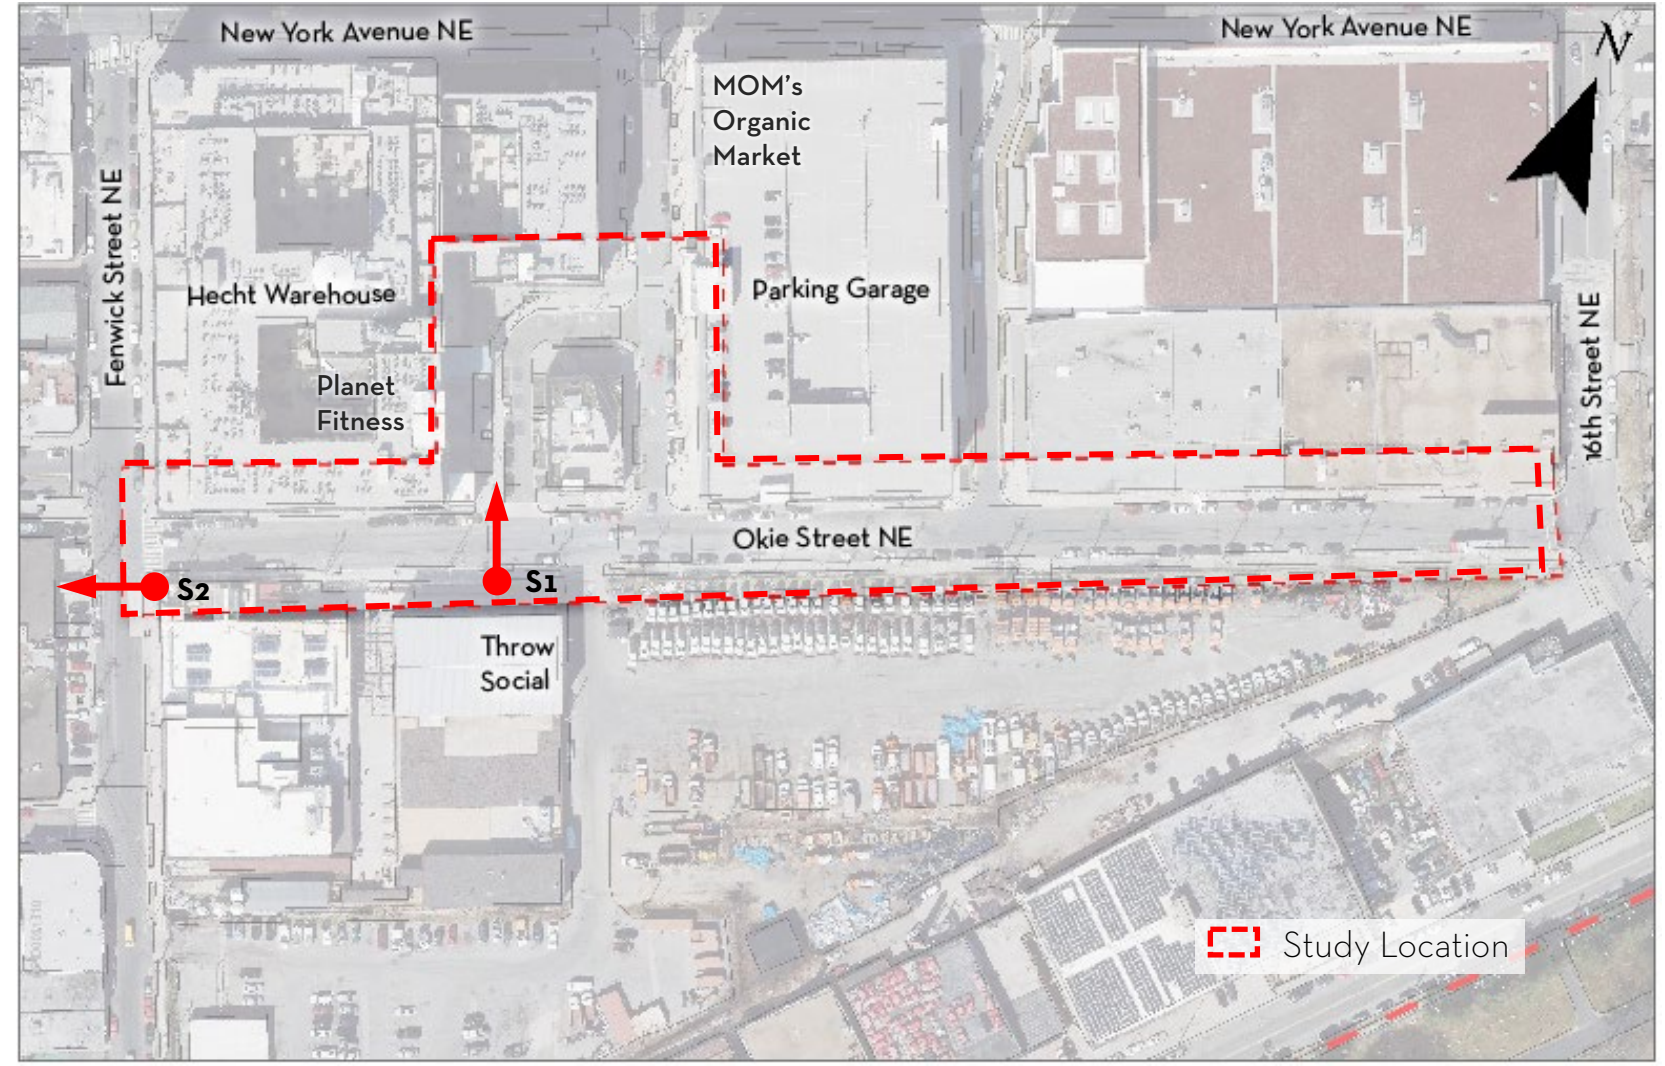 New York Avenue NE
New York Avenue NE
N
MOM's
Organic
Market
Fenwick Street NE
Hecht Warehouse
Parking Garage
16th Street NE
Planet
Fitness
Okie Street NE
S2
S1
Throw
Social
Study Location